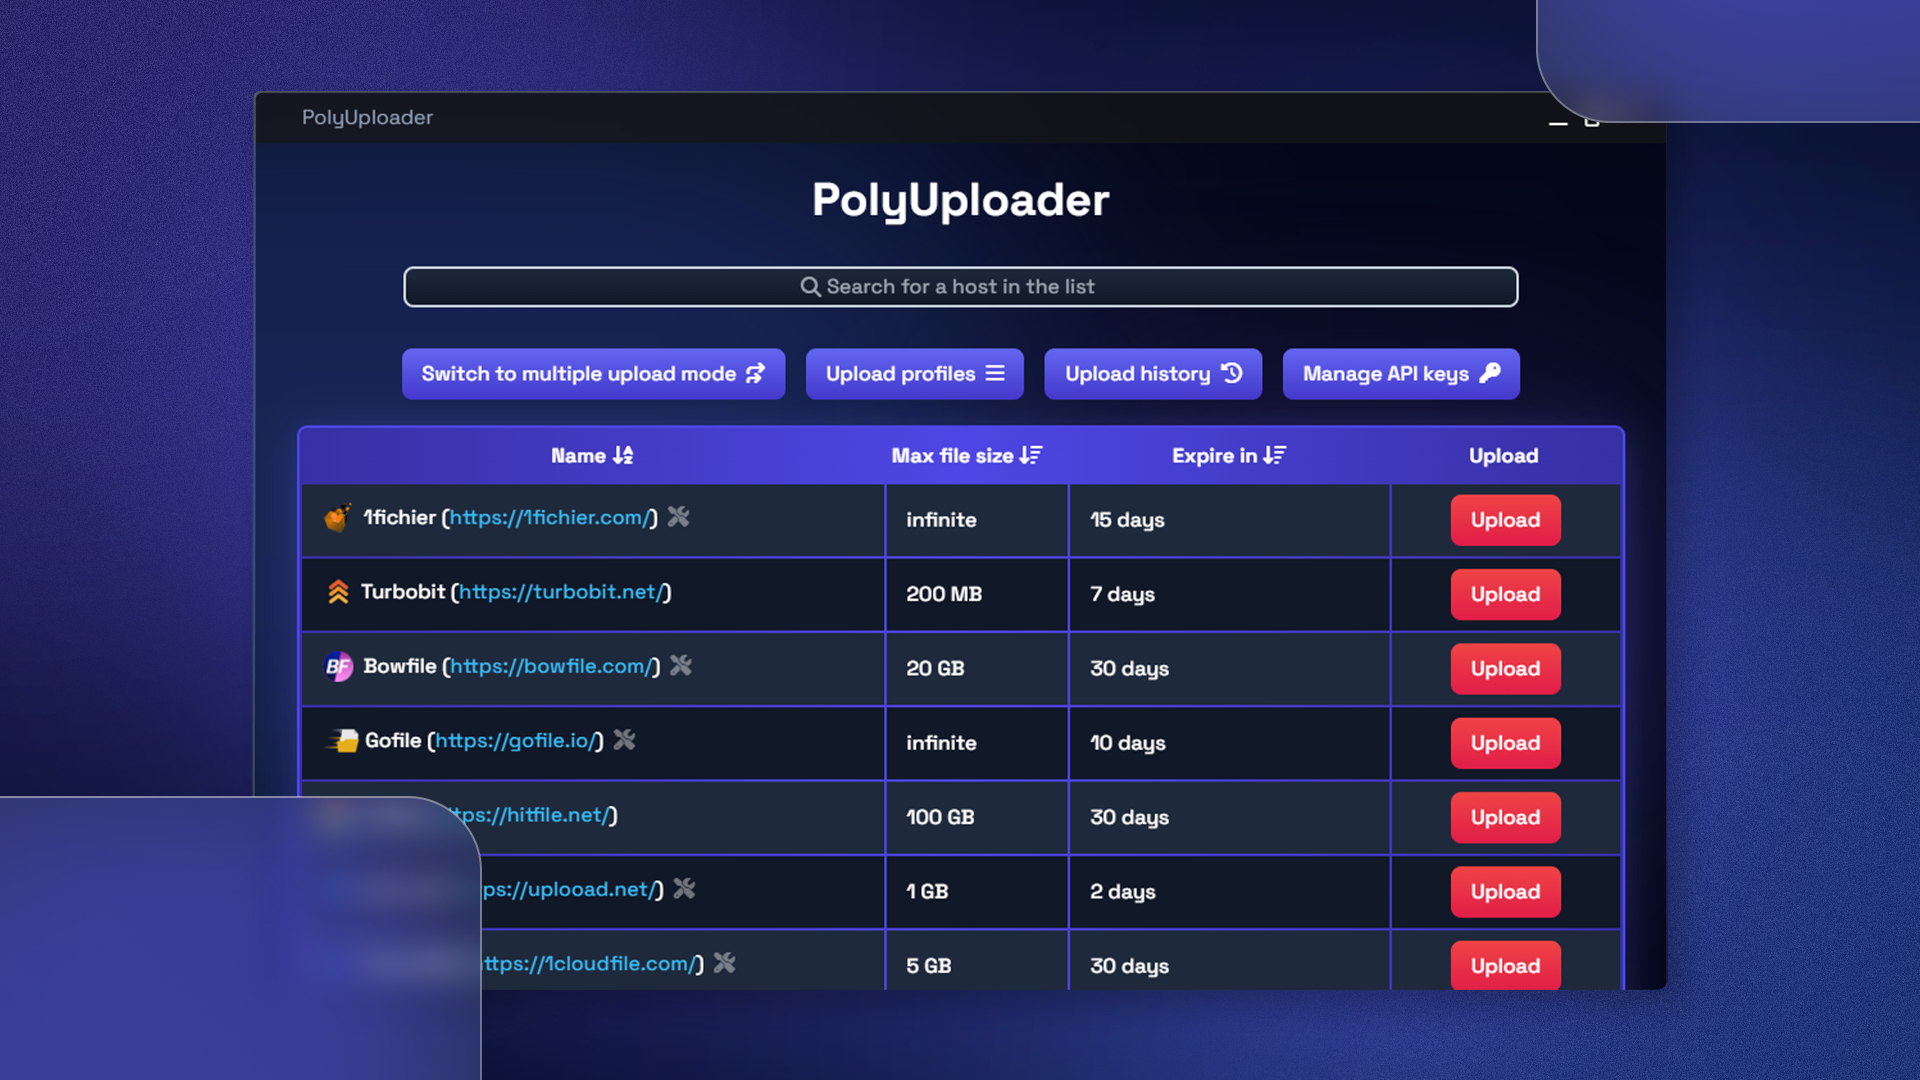 PolyUploader
PolyUploader
Search for a host in the list
Switch to multiple upload mode
Upload profiles
Upload history
Manage API keys
Name Max file size Expire in Upload
1fichier (https://1fichier.com/) infinite 15 days Upload
Turbobit (https://turbobit.net/) 200 MB 7 days Upload
BF Bowfile (https://bowfile.com/) 20 GB 30 days Upload
Gofile (https://gofile.io/) infinite 10 days Upload
ttps://hitfile.net/) 100 GB 30 days Upload
ps://uplooad.net/) 1 GB 2 days Upload
ttps://1cloudfile.com/) 5 GB 30 days Upload